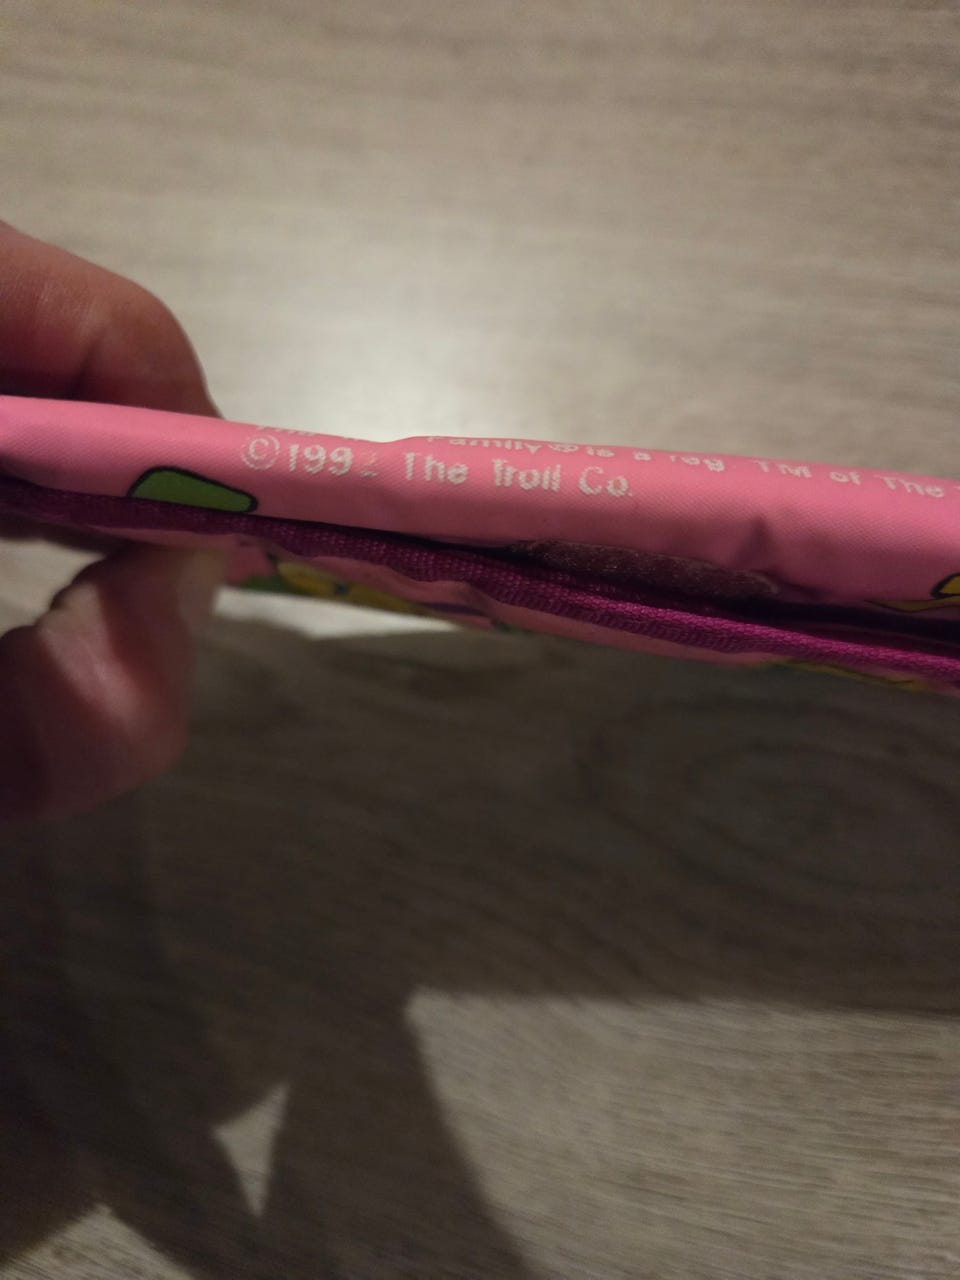 Family ® is a reg. TM of The
©1992 The Troll Co.